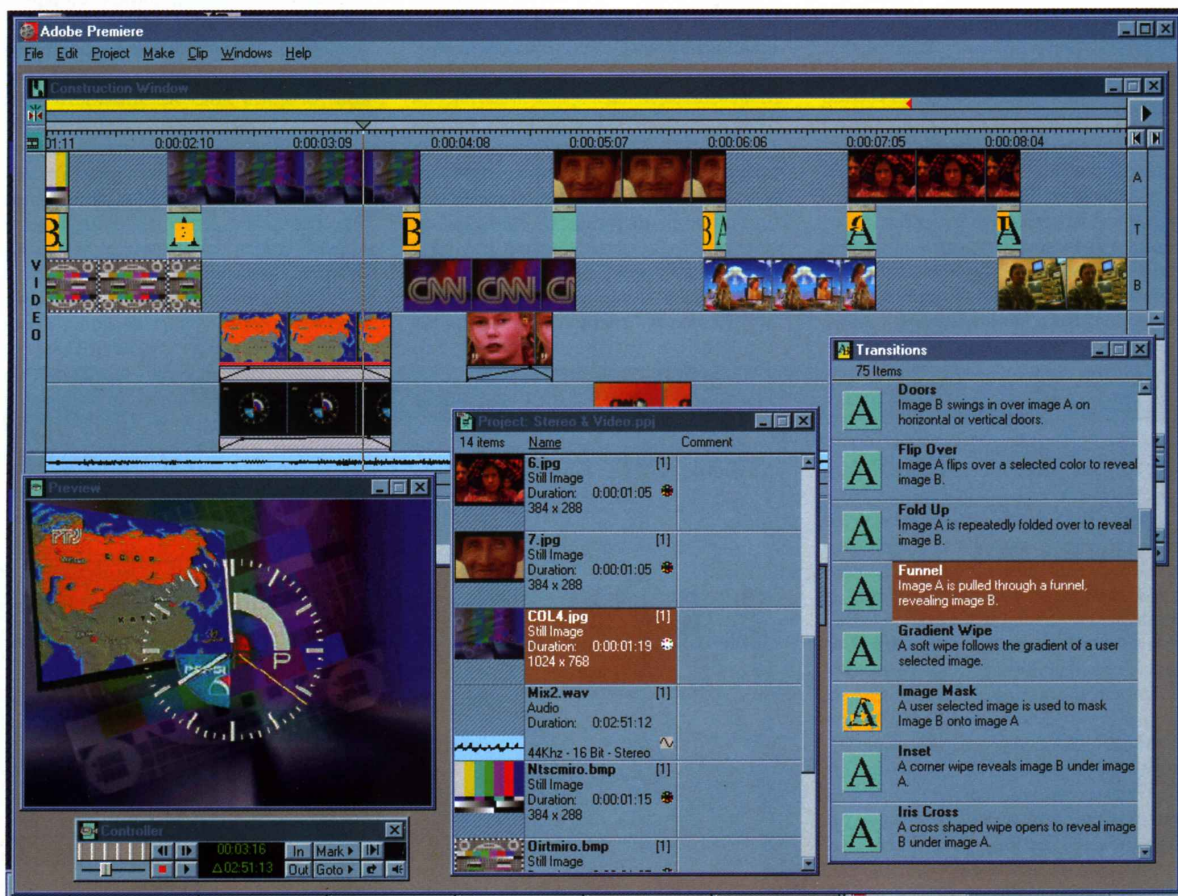 Adobe Premiere
File Edit Project Make Clip Windows Help
Construction Window
01:11 0:00:02:10 0:00:03:09 0:00:04:08 0:00:05:07 0:00:06:06 0:00:07:05 0:00:08:04
A
T
B
VIDEO
CNN CNN
Transitions
75 Items
Doors
Image B swings in over image A on
horizontal or vertical doors.
Flip Over
Image A flips over a selected color to reveal
image B.
Fold Up
Image A is repeatedly folded over to reveal
image B.
Funnel
Image A is pulled through a funnel,
revealing image B.
Gradient Wipe
A soft wipe follows the gradient of a user
selected image.
Image Mask
A user selected image is used to mask
Image B onto image A
Inset
A corner wipe reveals image B under image
A.
Iris Cross
A cross shaped wipe opens to reveal image
B under image A.
Project: Stereo & Video.ppj
14 items Name Comment
6.jpg [1]
Still Image
Duration: 0:00:01:05
384 x 288
7.jpg [1]
Still Image
Duration: 0:00:01:05
384 x 288
COL4.jpg [1]
Still Image
Duration: 0:00:01:19
1024 x 768
Mix2.wav [1]
Audio
Duration: 0:02:51:12
44Khz - 16 Bit - Stereo
Ntscmiro.bmp [1]
Still Image
Duration: 0:00:01:15
384 x 288
Oirtmiro.bmp [1]
Still Image
Preview
PEPSI
P
Controller
00:03:16 In Mark
Δ02:51:13 Out Goto